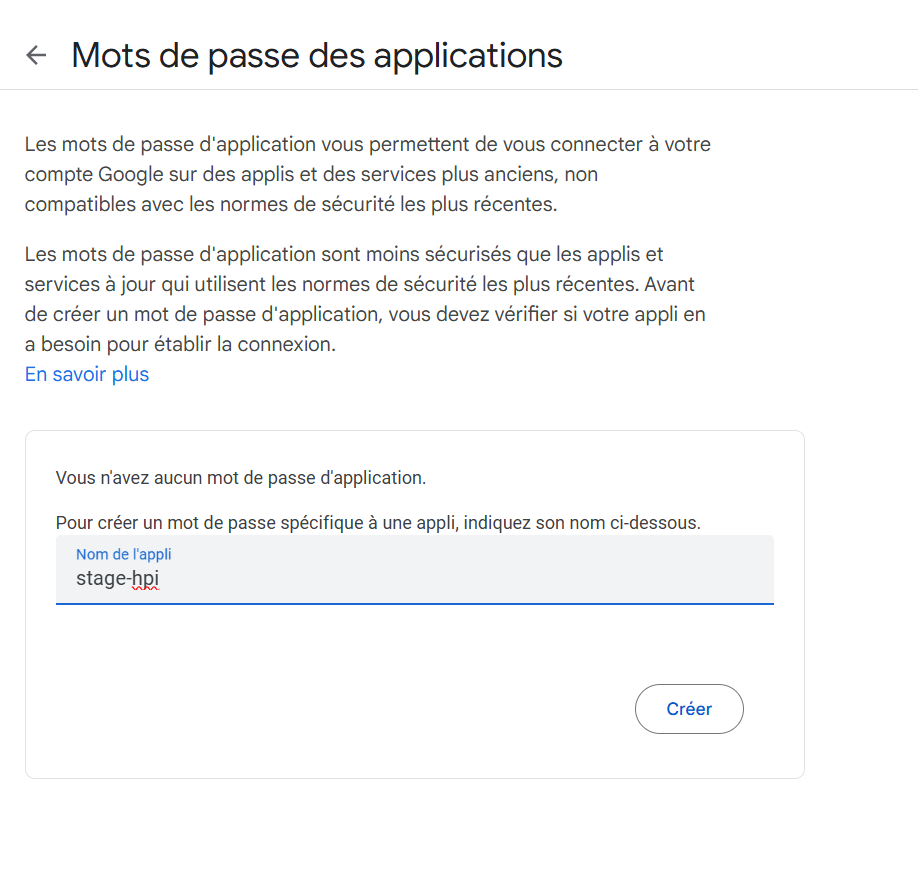 Mots de passe des applications
Les mots de passe d'application vous permettent de vous connecter à votre
compte Google sur des applis et des services plus anciens, non
compatibles avec les normes de sécurité les plus récentes.
Les mots de passe d'application sont moins sécurisés que les applis et
services à jour qui utilisent les normes de sécurité les plus récentes. Avant
de créer un mot de passe d'application, vous devez vérifier si votre appli en
a besoin pour établir la connexion.
En savoir plus
Vous n'avez aucun mot de passe d'application.
Pour créer un mot de passe spécifique à une appli, indiquez son nom ci-dessous.
Nom de l'appli
stage-hpi
Créer